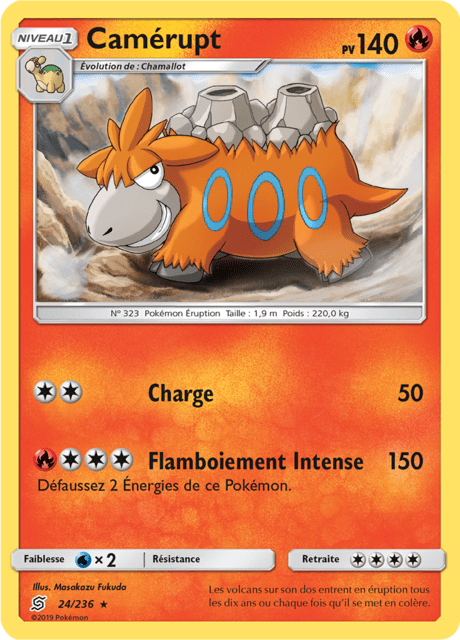 NIVEAU 1
Camérupt
PV 140
Évolution de : Chamallot
N° 323 Pokémon Éruption Taille : 1,9 m Poids : 220,0 kg
Charge 50
Flamboiement Intense 150
Défaussez 2 Énergies de ce Pokémon.
Faiblesse ×2 Résistance Retraite
Illus. Masakazu Fukuda
24/236 ★
©2019 Pokémon
Les volcans sur son dos entrent en éruption tous
les dix ans ou chaque fois qu'il se met en colère.